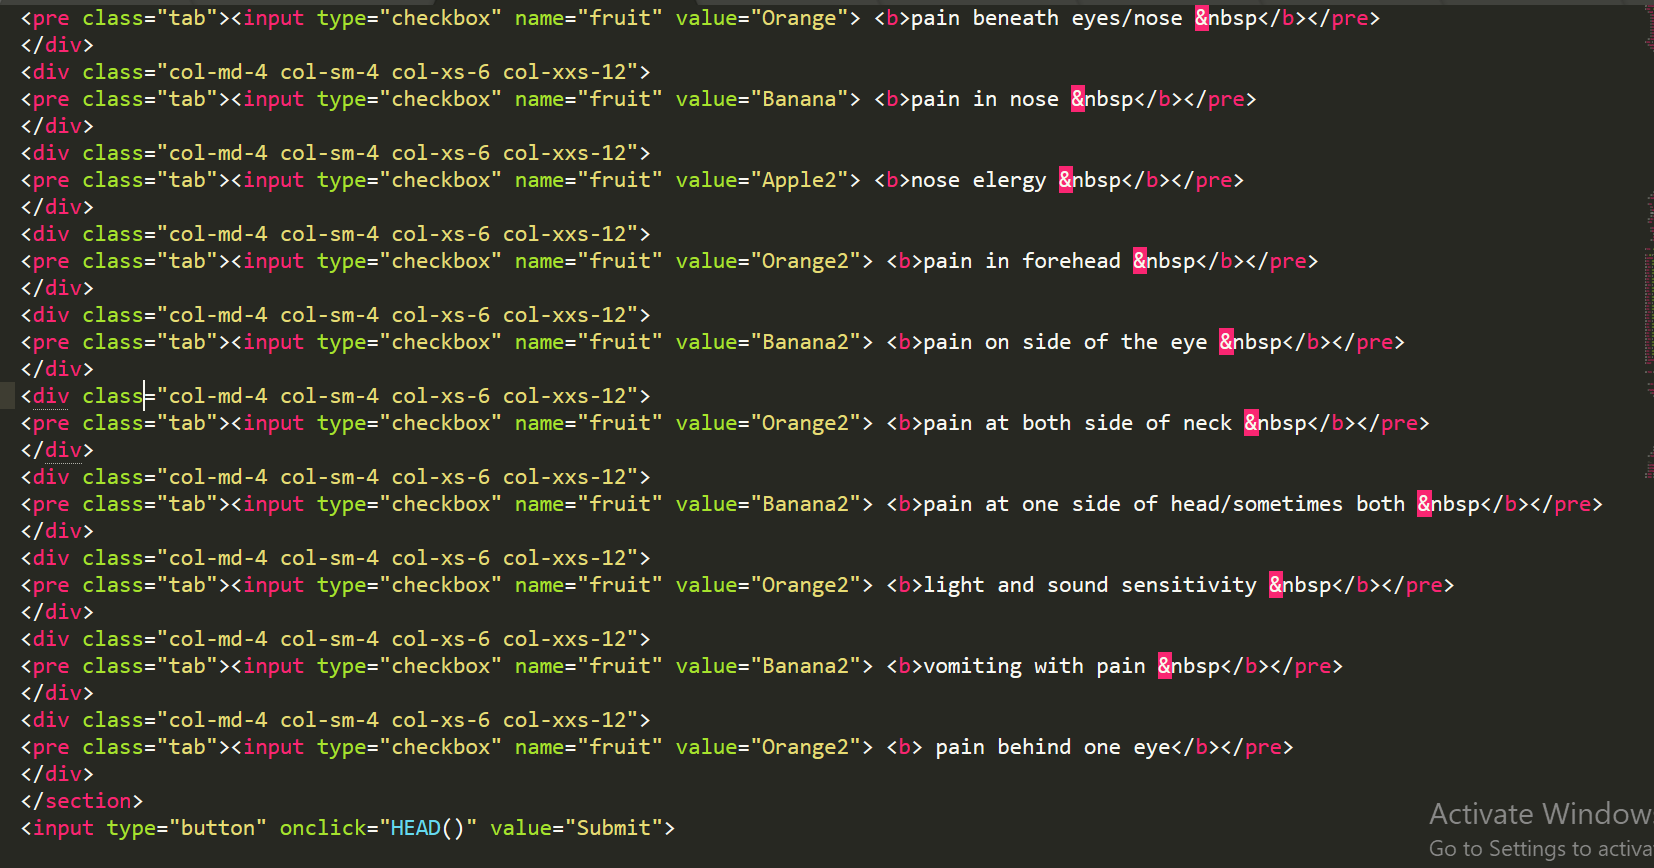 <pre class="tab"><input type="checkbox" name="fruit" value="Orange"> <b>pain beneath eyes/nose &nbsp</b></pre>
</div>
<div class="col-md-4 col-sm-4 col-xs-6 col-xxs-12">
<pre class="tab"><input type="checkbox" name="fruit" value="Banana"> <b>pain in nose &nbsp</b></pre>
</div>
<div class="col-md-4 col-sm-4 col-xs-6 col-xxs-12">
<pre class="tab"><input type="checkbox" name="fruit" value="Apple2"> <b>nose elergy &nbsp</b></pre>
</div>
<div class="col-md-4 col-sm-4 col-xs-6 col-xxs-12">
<pre class="tab"><input type="checkbox" name="fruit" value="Orange2"> <b>pain in forehead &nbsp</b></pre>
</div>
<div class="col-md-4 col-sm-4 col-xs-6 col-xxs-12">
<pre class="tab"><input type="checkbox" name="fruit" value="Banana2"> <b>pain on side of the eye &nbsp</b></pre>
</div>
<div class="col-md-4 col-sm-4 col-xs-6 col-xxs-12">
<pre class="tab"><input type="checkbox" name="fruit" value="Orange2"> <b>pain at both side of neck &nbsp</b></pre>
</div>
<div class="col-md-4 col-sm-4 col-xs-6 col-xxs-12">
<pre class="tab"><input type="checkbox" name="fruit" value="Banana2"> <b>pain at one side of head/sometimes both &nbsp</b></pre>
</div>
<div class="col-md-4 col-sm-4 col-xs-6 col-xxs-12">
<pre class="tab"><input type="checkbox" name="fruit" value="Orange2"> <b>light and sound sensitivity &nbsp</b></pre>
</div>
<div class="col-md-4 col-sm-4 col-xs-6 col-xxs-12">
<pre class="tab"><input type="checkbox" name="fruit" value="Banana2"> <b>vomiting with pain &nbsp</b></pre>
</div>
<div class="col-md-4 col-sm-4 col-xs-6 col-xxs-12">
<pre class="tab"><input type="checkbox" name="fruit" value="Orange2"> <b> pain behind one eye</b></pre>
</div>
</section>
<input type="button" onclick="HEAD()" value="Submit">
Activate Windows
Go to Settings to activa